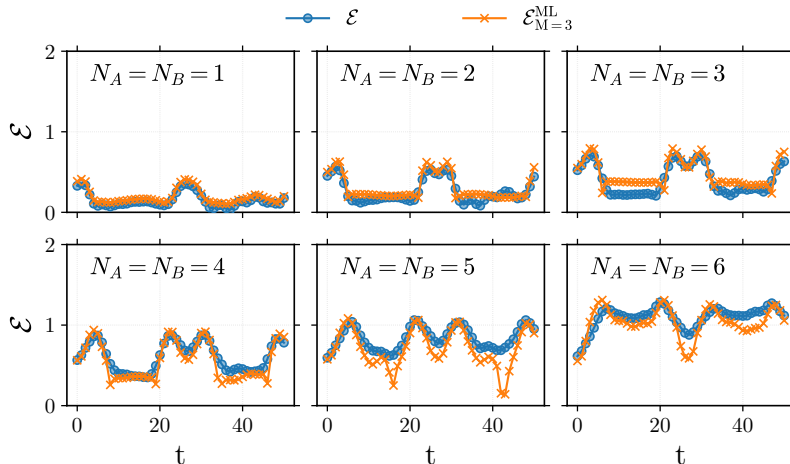 ℰ ℰ^{ML}_{M=3}
2
N_A = N_B = 1 N_A = N_B = 2 N_A = N_B = 3
ℰ 1
0
2
N_A = N_B = 4 N_A = N_B = 5 N_A = N_B = 6
ℰ 1
0
0 20 40 0 20 40 0 20 40
t t t